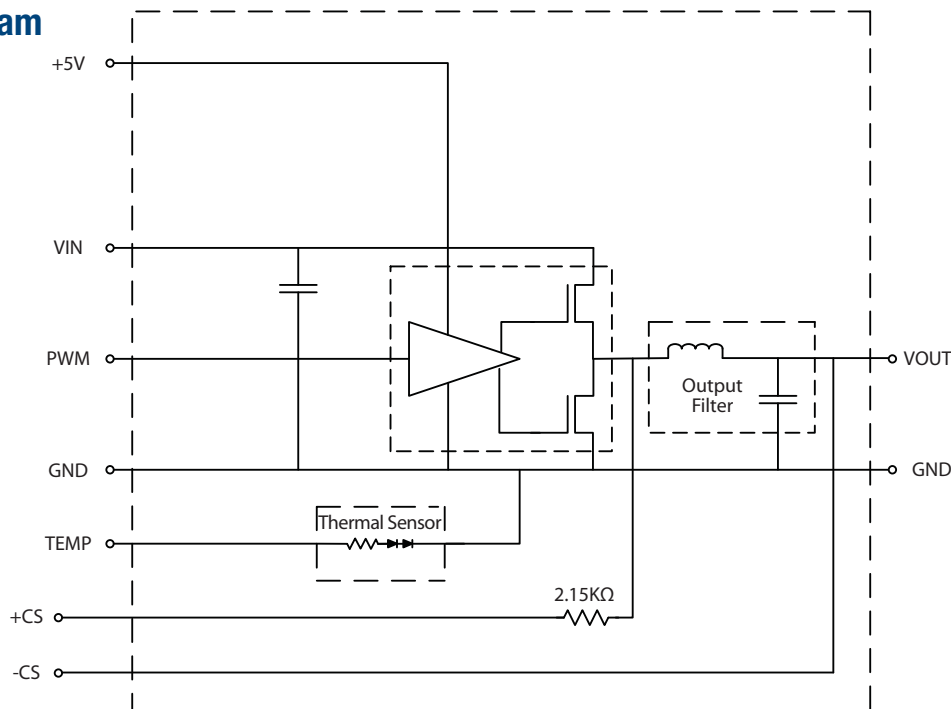 am
+5V
VIN
PWM
GND
TEMP
+CS
-CS
Thermal Sensor
2.15KΩ
Output
Filter
VOUT
GND